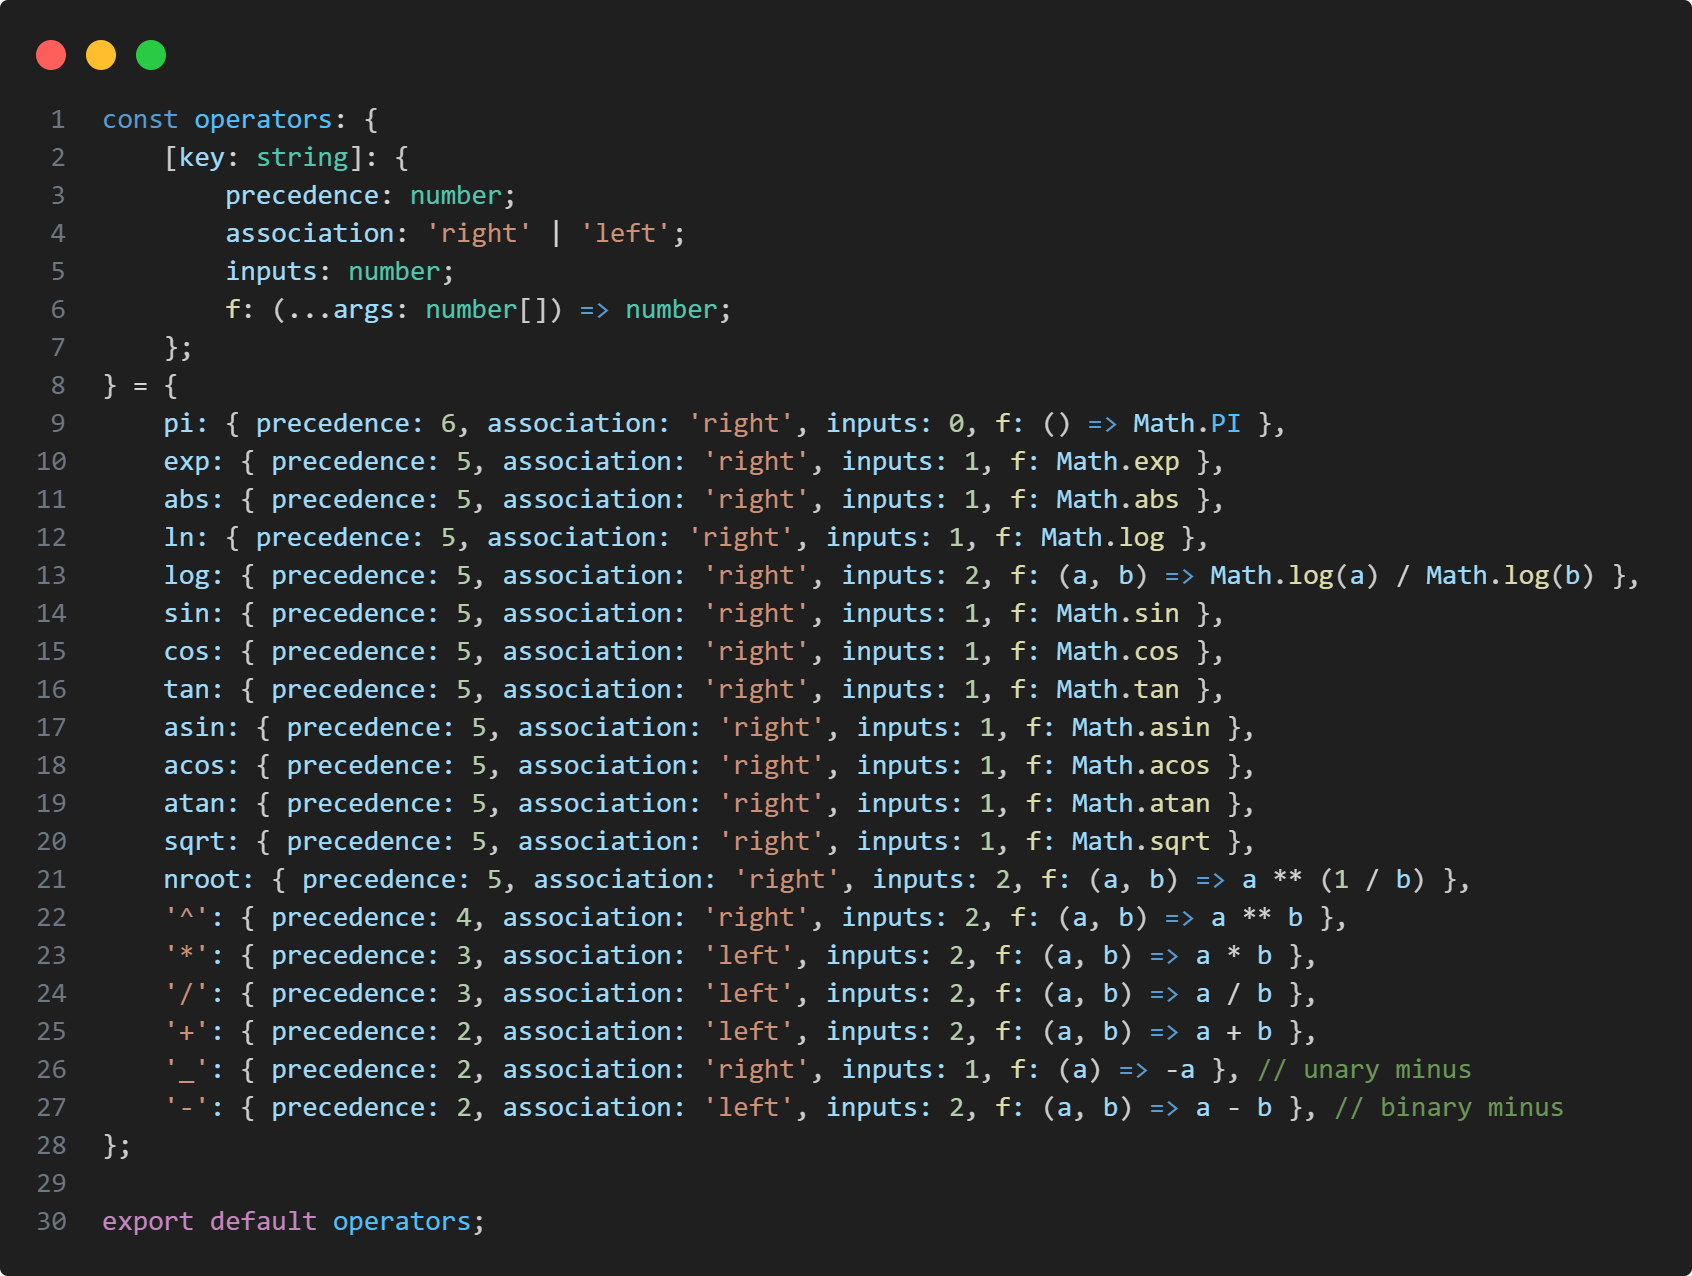 1 const operators: {
2     [key: string]: {
3         precedence: number;
4         association: 'right' | 'left';
5         inputs: number;
6         f: (...args: number[]) => number;
7     };
8 } = {
9     pi: { precedence: 6, association: 'right', inputs: 0, f: () => Math.PI },
10     exp: { precedence: 5, association: 'right', inputs: 1, f: Math.exp },
11     abs: { precedence: 5, association: 'right', inputs: 1, f: Math.abs },
12     ln: { precedence: 5, association: 'right', inputs: 1, f: Math.log },
13     log: { precedence: 5, association: 'right', inputs: 2, f: (a, b) => Math.log(a) / Math.log(b) },
14     sin: { precedence: 5, association: 'right', inputs: 1, f: Math.sin },
15     cos: { precedence: 5, association: 'right', inputs: 1, f: Math.cos },
16     tan: { precedence: 5, association: 'right', inputs: 1, f: Math.tan },
17     asin: { precedence: 5, association: 'right', inputs: 1, f: Math.asin },
18     acos: { precedence: 5, association: 'right', inputs: 1, f: Math.acos },
19     atan: { precedence: 5, association: 'right', inputs: 1, f: Math.atan },
20     sqrt: { precedence: 5, association: 'right', inputs: 1, f: Math.sqrt },
21     nroot: { precedence: 5, association: 'right', inputs: 2, f: (a, b) => a ** (1 / b) },
22     '^': { precedence: 4, association: 'right', inputs: 2, f: (a, b) => a ** b },
23     '*': { precedence: 3, association: 'left', inputs: 2, f: (a, b) => a * b },
24     '/': { precedence: 3, association: 'left', inputs: 2, f: (a, b) => a / b },
25     '+': { precedence: 2, association: 'left', inputs: 2, f: (a, b) => a + b },
26     '_': { precedence: 2, association: 'right', inputs: 1, f: (a) => -a }, // unary minus
27     '-': { precedence: 2, association: 'left', inputs: 2, f: (a, b) => a - b }, // binary minus
28 };
29
30 export default operators;